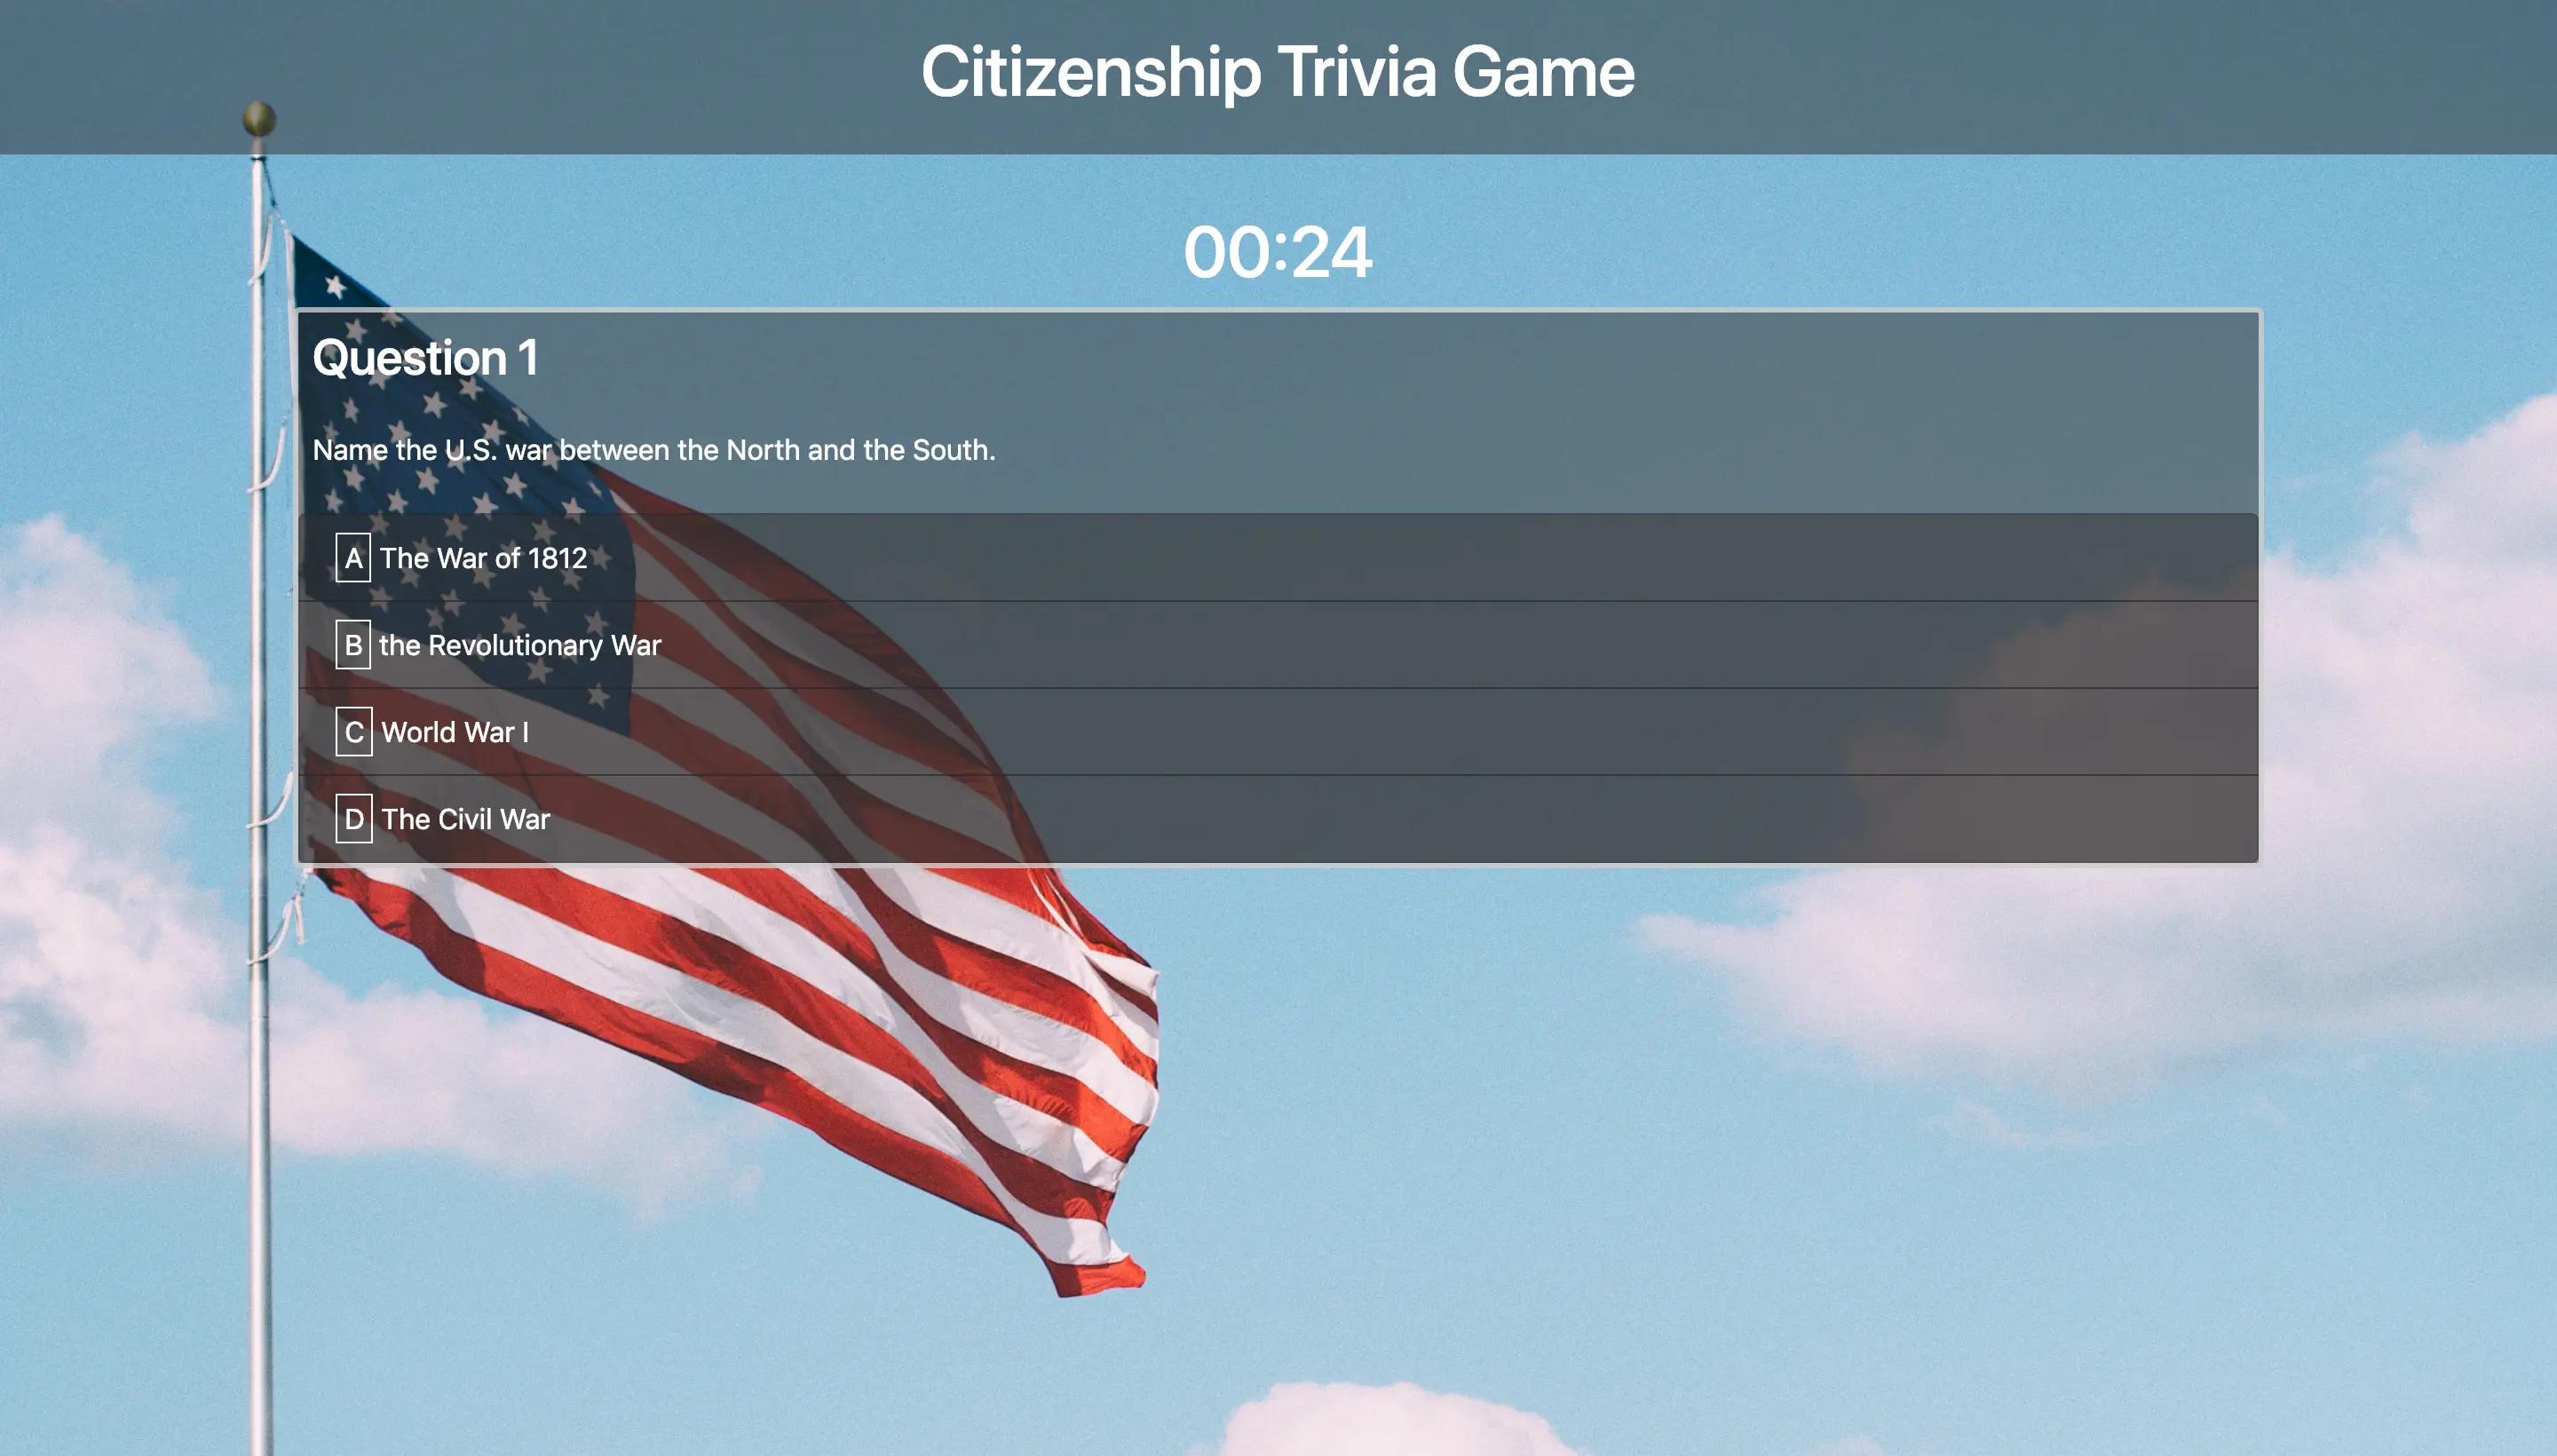 Citizenship Trivia Game
00:24
Question 1
Name the U.S. war between the North and the South.
A The War of 1812
B the Revolutionary War
C World War I
D The Civil War